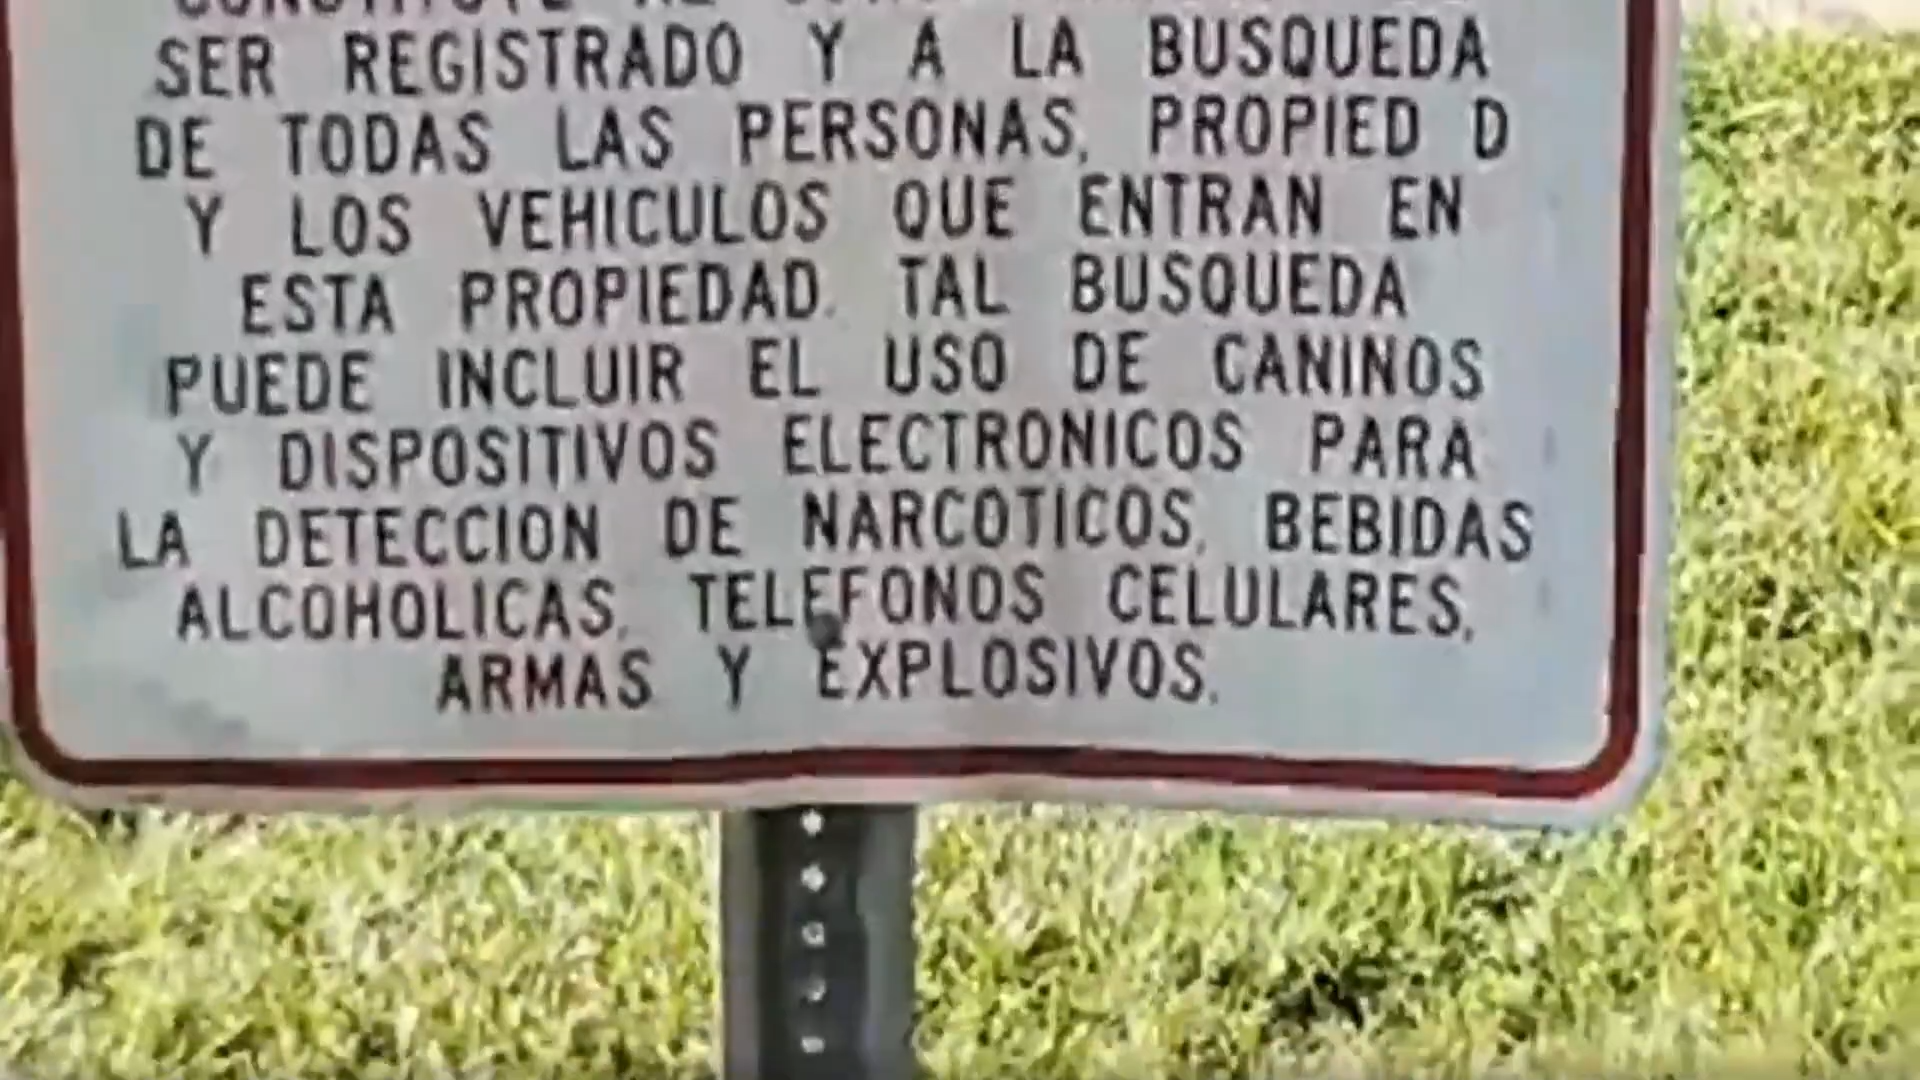 SER REGISTRADO Y A LA BUSQUEDA
DE TODAS LAS PERSONAS, PROPIED D
Y LOS VEHICULOS QUE ENTRAN EN
ESTA PROPIEDAD. TAL BUSQUEDA
PUEDE INCLUIR EL USO DE CANINOS
Y DISPOSITIVOS ELECTRONICOS PARA
LA DETECCION DE NARCOTICOS, BEBIDAS
ALCOHOLICAS, TELEFONOS CELULARES,
ARMAS Y EXPLOSIVOS.